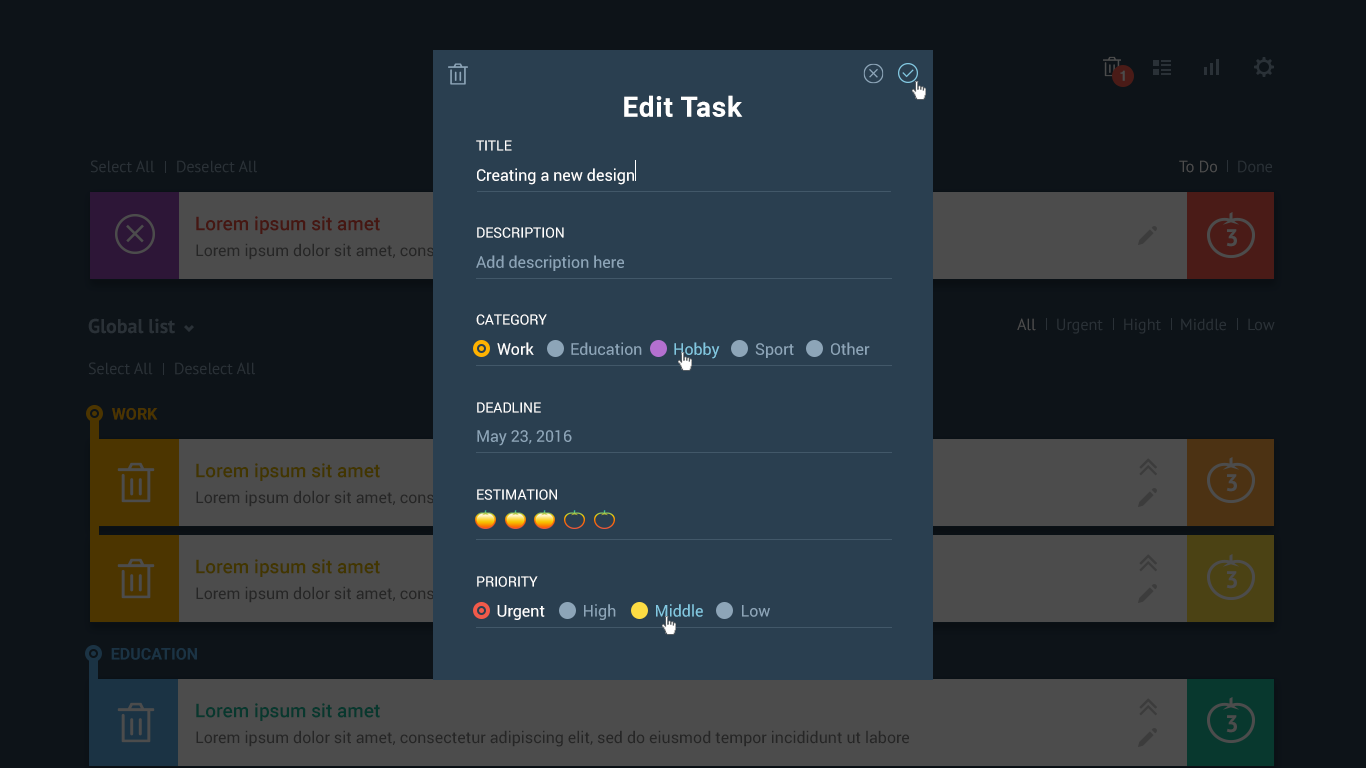 1
Edit Task
TITLE
Creating a new design
DESCRIPTION
Add description here
CATEGORY
Work Education Hobby Sport Other
DEADLINE
May 23, 2016
ESTIMATION
PRIORITY
Urgent High Middle Low
Select All | Deselect All
To Do | Done
Lorem ipsum sit amet
Lorem ipsum dolor sit amet, cons
3
Global list
All | Urgent | Hight | Middle | Low
Select All | Deselect All
WORK
Lorem ipsum sit amet
Lorem ipsum dolor sit amet, cons
3
Lorem ipsum sit amet
Lorem ipsum dolor sit amet, cons
3
EDUCATION
Lorem ipsum sit amet
Lorem ipsum dolor sit amet, consectetur adipiscing elit, sed do eiusmod tempor incididunt ut labore
3